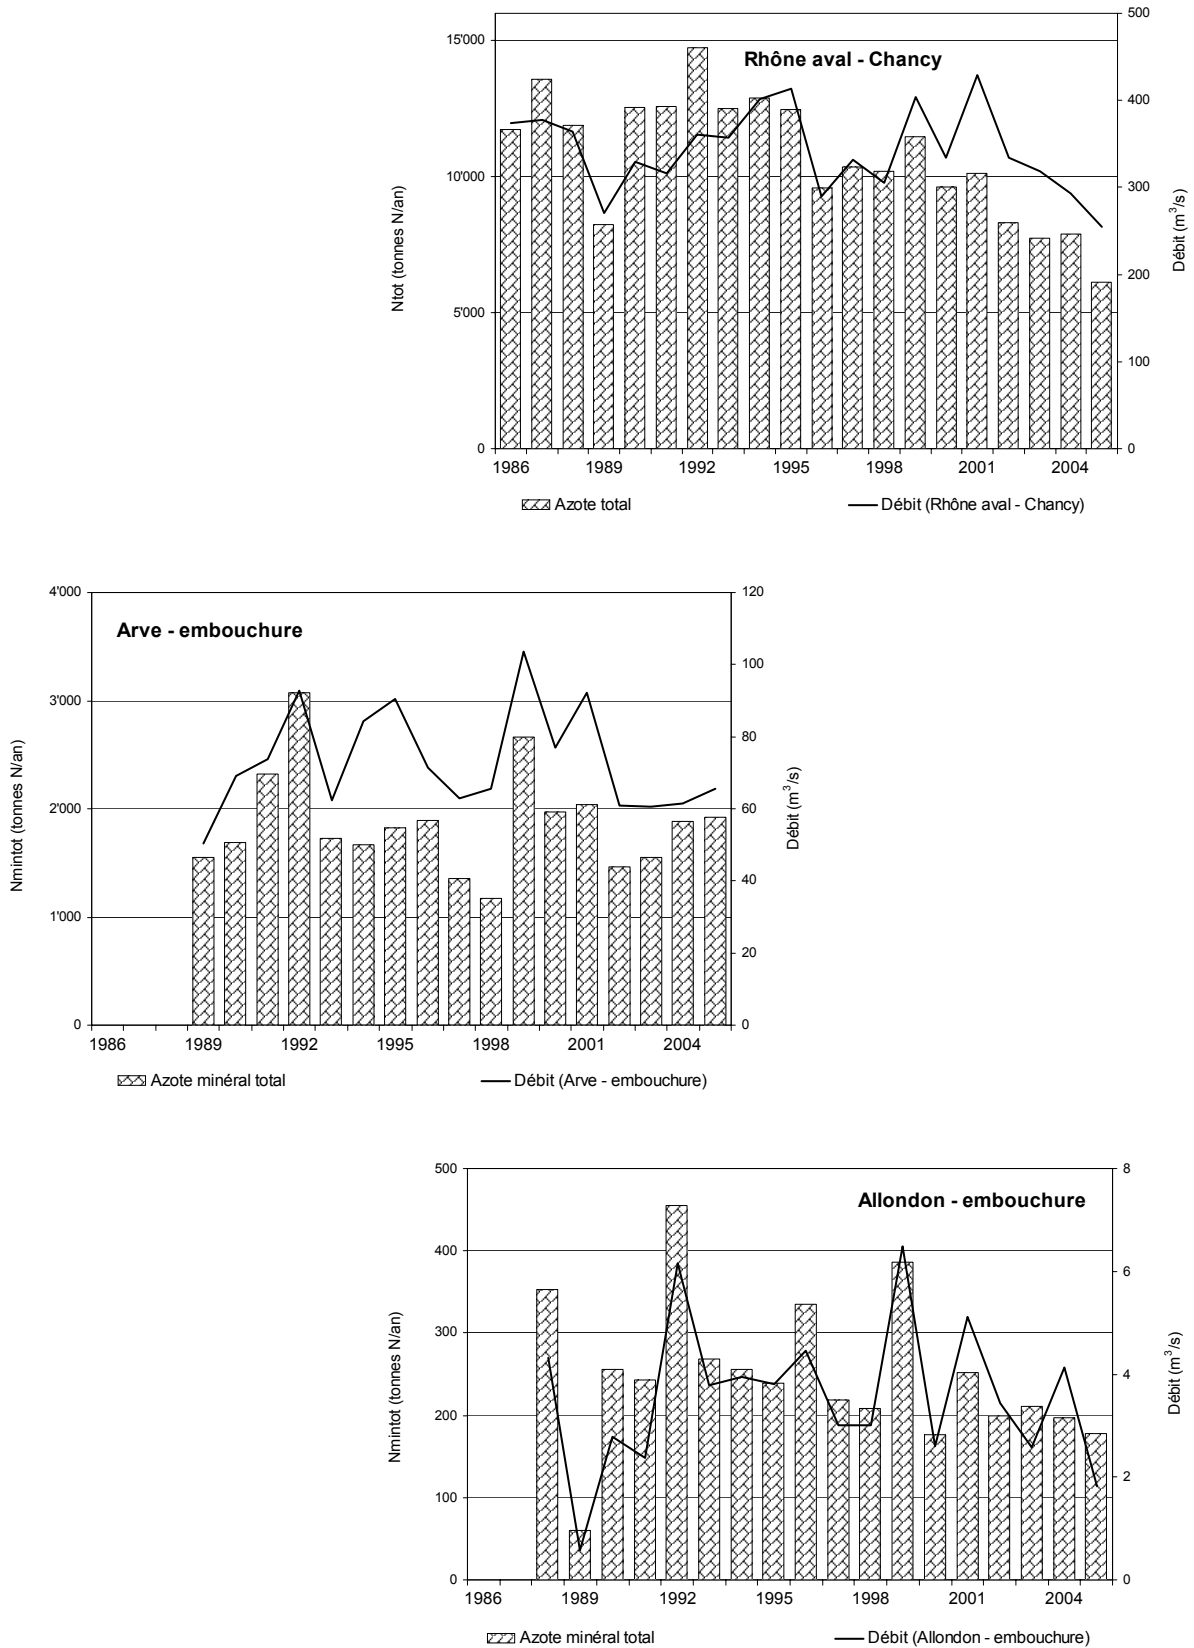 Rhône aval - Chancy
Ntot (tonnes N/an)
15'000
10'000
5'000
0
500
400
300
200
100
0
Débit (m³/s)
1986 1989 1992 1995 1998 2001 2004
Azote total Débit (Rhône aval - Chancy)
Arve - embouchure
Nmintot (tonnes N/an)
4'000
3'000
2'000
1'000
0
120
100
80
60
40
20
0
Débit (m³/s)
1986 1989 1992 1995 1998 2001 2004
Azote minéral total Débit (Arve - embouchure)
Allondon - embouchure
Nmintot (tonnes N/an)
500
400
300
200
100
0
8
6
4
2
0
Débit (m³/s)
1986 1989 1992 1995 1998 2001 2004
Azote minéral total Débit (Allondon - embouchure)